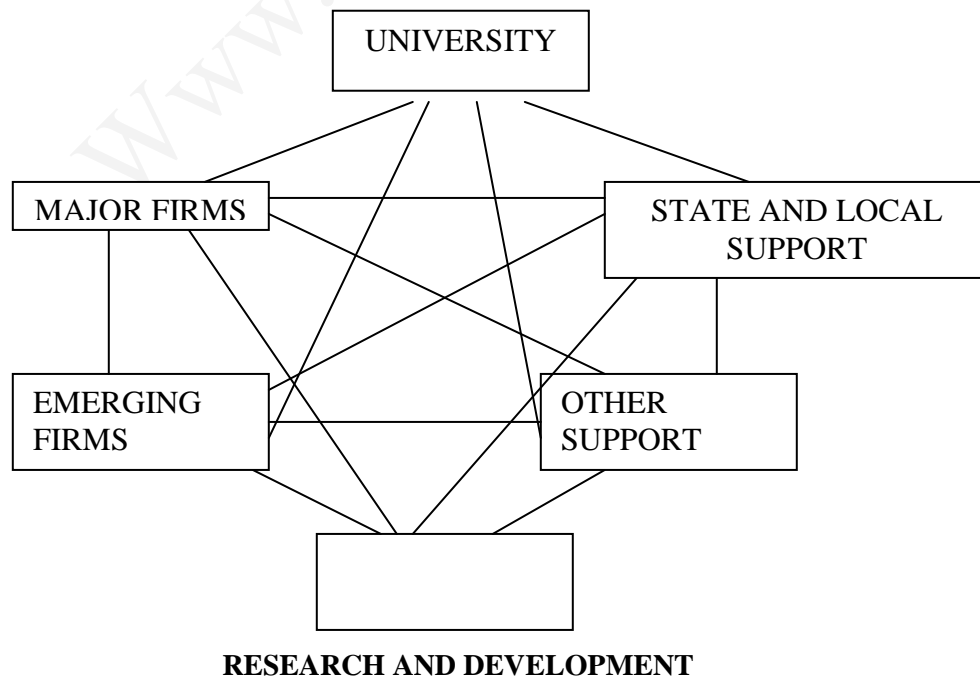 UNIVERSITY
MAJOR FIRMS
STATE AND LOCAL
SUPPORT
EMERGING
FIRMS
OTHER
SUPPORT
RESEARCH AND DEVELOPMENT